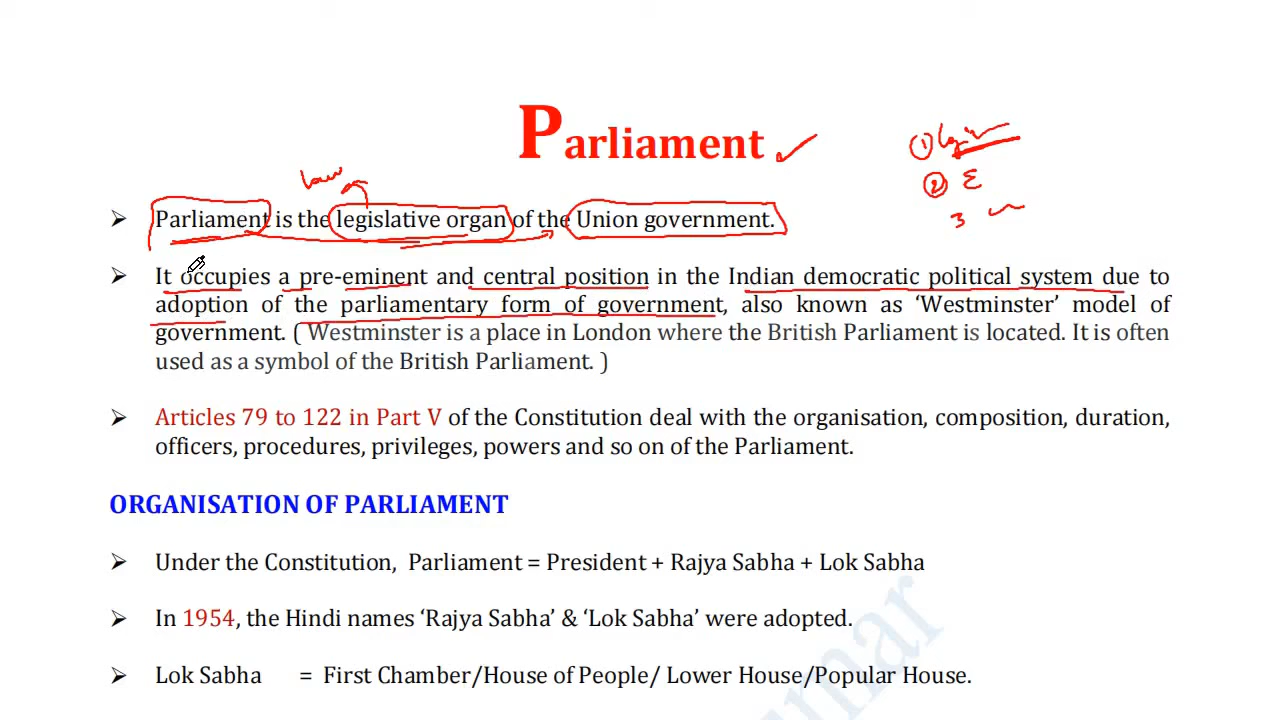 Parliament
① 
② E
3
law
➢ Parliament is the legislative organ of the Union government.
➢ It occupies a pre-eminent and central position in the Indian democratic political system due to
adoption of the parliamentary form of government, also known as ‘Westminster’ model of
government. ( Westminster is a place in London where the British Parliament is located. It is often
used as a symbol of the British Parliament. )
➢ Articles 79 to 122 in Part V of the Constitution deal with the organisation, composition, duration,
officers, procedures, privileges, powers and so on of the Parliament.
ORGANISATION OF PARLIAMENT
➢ Under the Constitution, Parliament = President + Rajya Sabha + Lok Sabha
➢ In 1954, the Hindi names ‘Rajya Sabha’ & ‘Lok Sabha’ were adopted.
➢ Lok Sabha = First Chamber/House of People/ Lower House/Popular House.